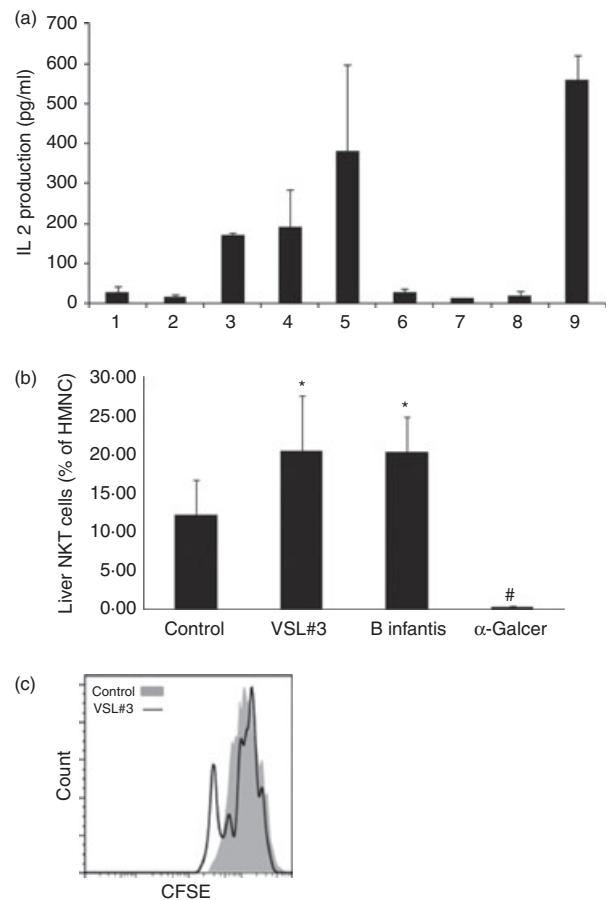 (a)
700
600
500
400
300
200
100
0
IL 2 production (pg/ml)
1 2 3 4 5 6 7 8 9
(b)
30·00
25·00
20·00
15·00
10·00
5·00
0·00
Liver NKT cells (% of HMNC)
* * #
Control VSL#3 B infantis α-Galcer
(c)
Control
VSL#3
Count
CFSE